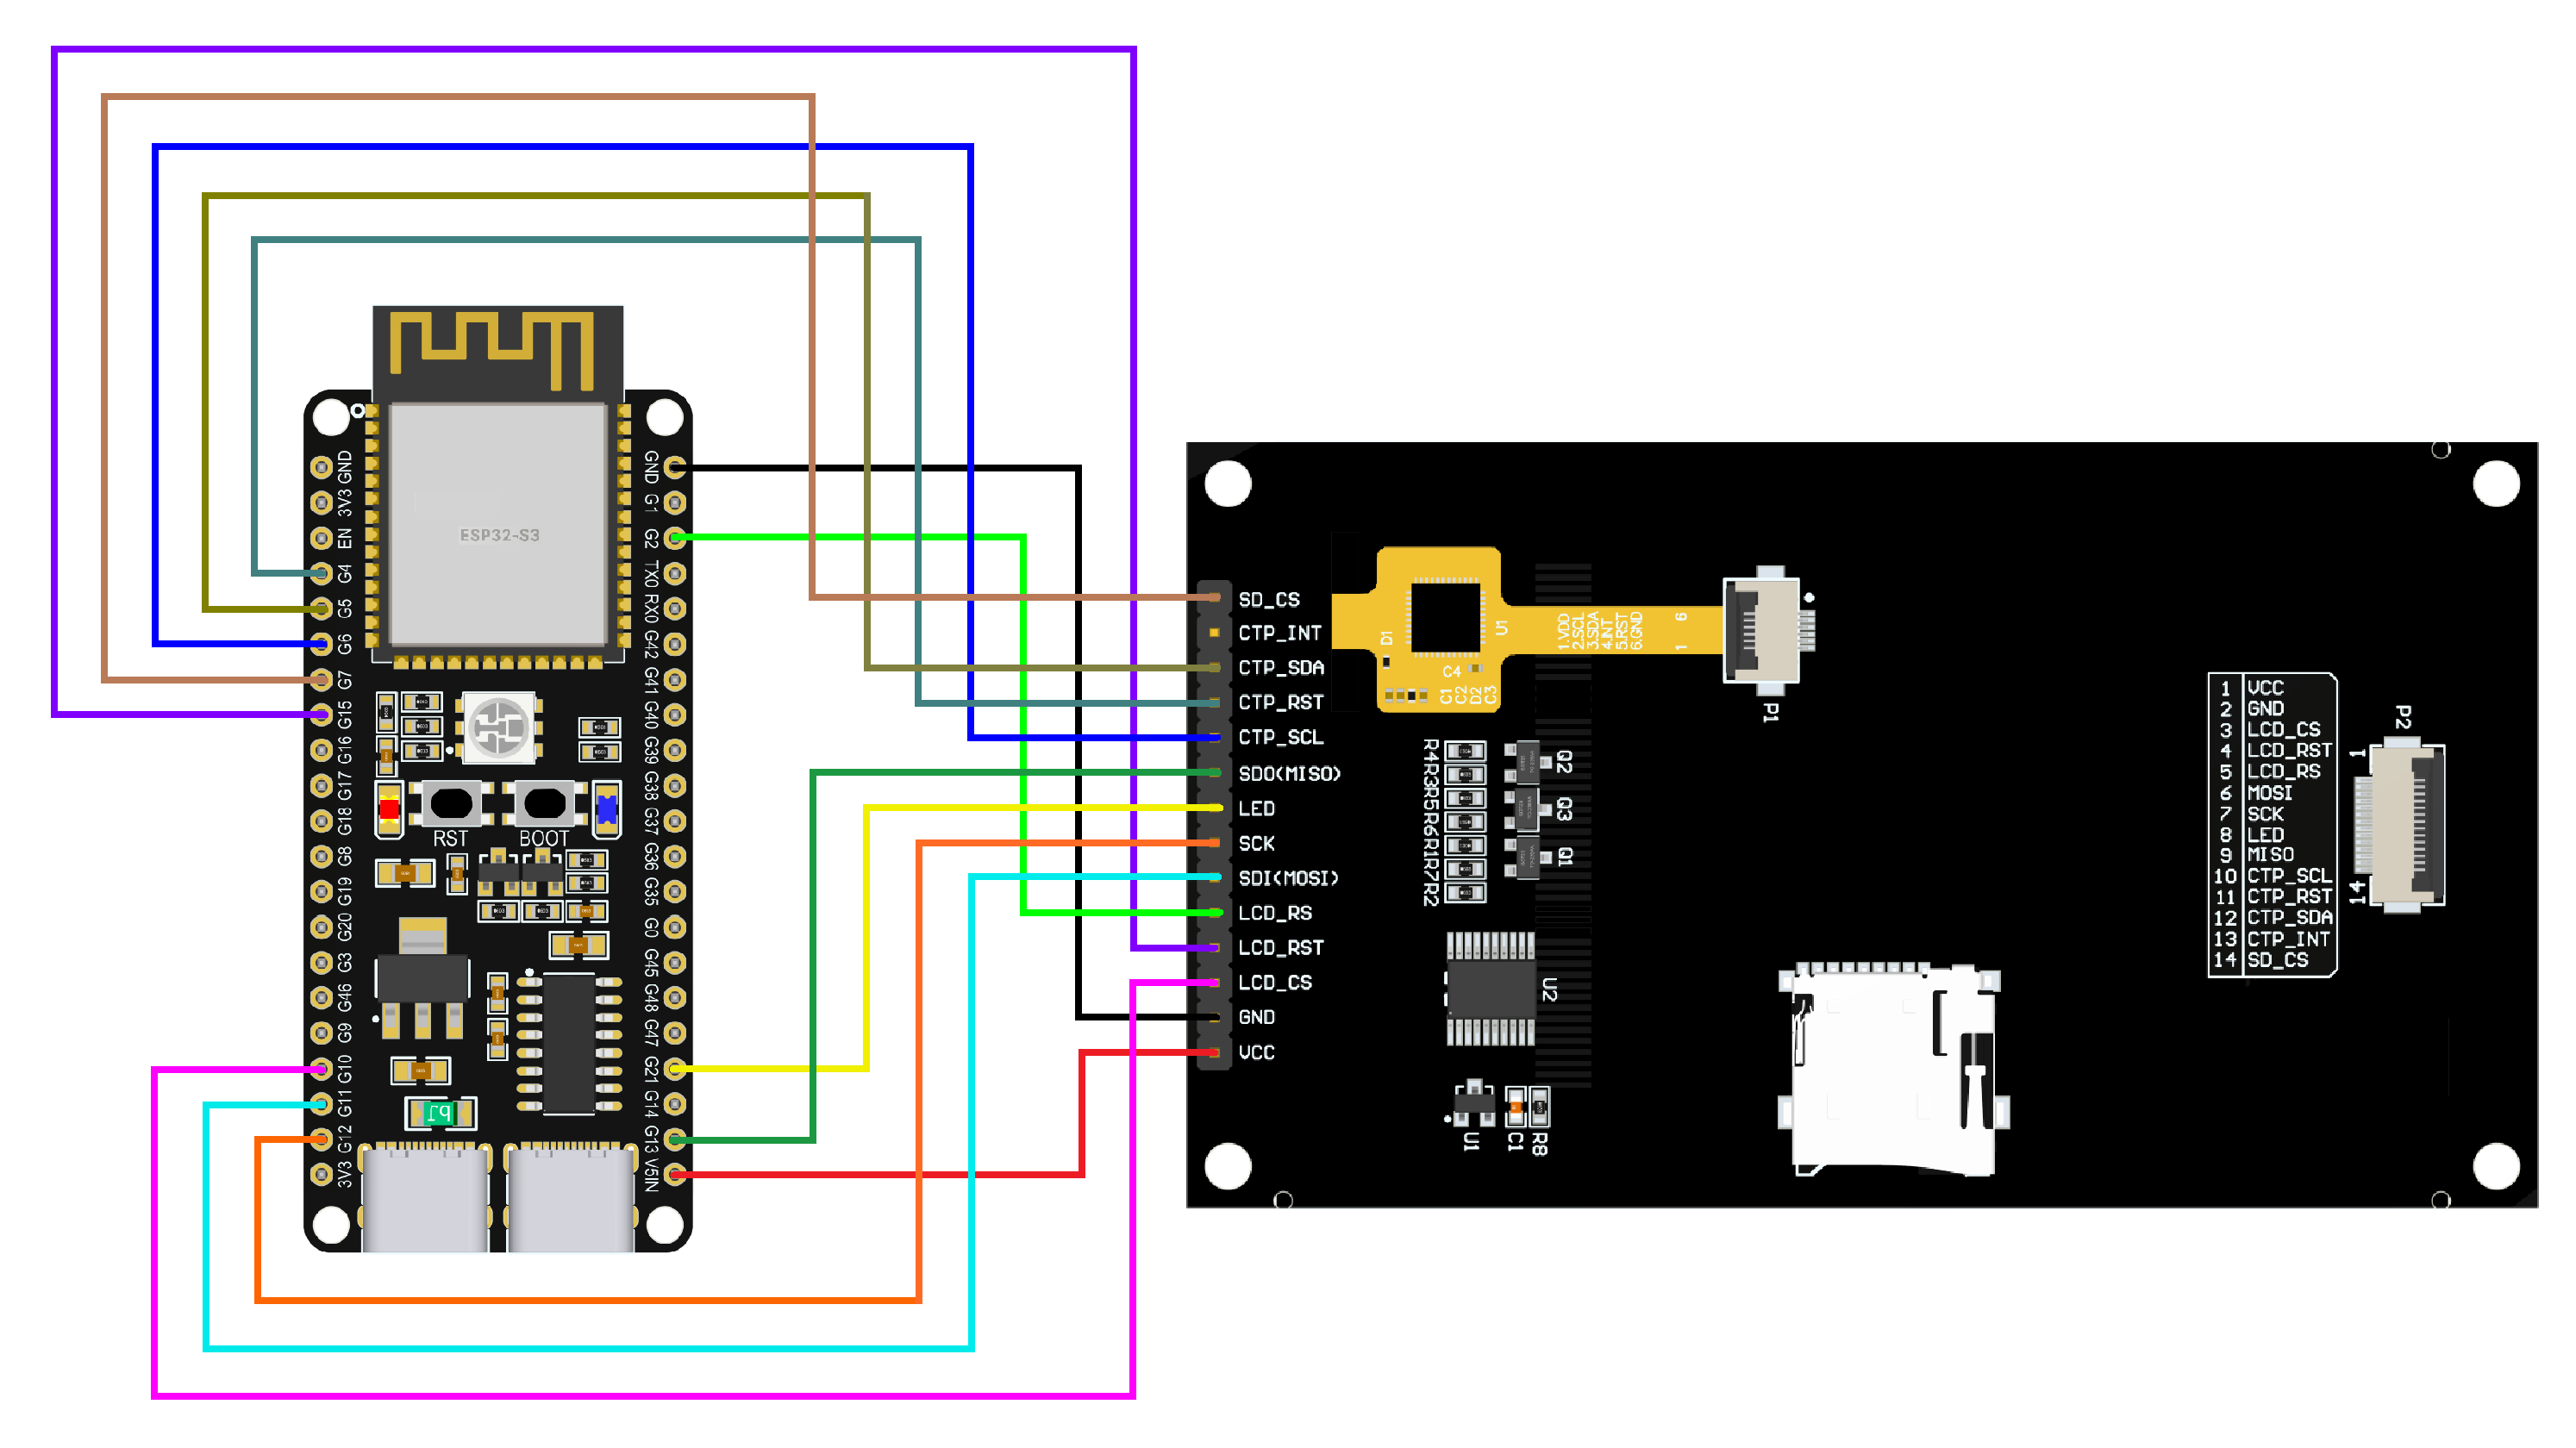 ESP32-S3
GND
3V3
EN
G4
G5
G6
G7
G15
G16
G17
G18
G8
G19
G20
G3
G46
G9
G10
G11
G12
3V3
GND
G1
G2
TX0
RX0
G42
G41
G40
G39
G38
G37
G36
G35
G0
G45
G48
G47
G21
G14
G13
V5IN
RST
BOOT
SD_CS
CTP_INT
CTP_SDA
CTP_RST
CTP_SCL
SDO(MISO)
LED
SCK
SDI(MOSI)
LCD_RS
LCD_RST
LCD_CS
GND
VCC
D1
U1
C4
C1
C2
D2
C3
1.VDD
2.SCL
3.SDA
4.INT
5.RST
6.GND
1 6
P1
R4R3R5R6R1R7R2
Q2
Q3
Q1
U2
U1
C1
R8
1 VCC
2 GND
3 LCD_CS
4 LCD_RST
5 LCD_RS
6 MOSI
7 SCK
8 LED
9 MISO
10 CTP_SCL
11 CTP_RST
12 CTP_SDA
13 CTP_INT
14 SD_CS
P2
1
14